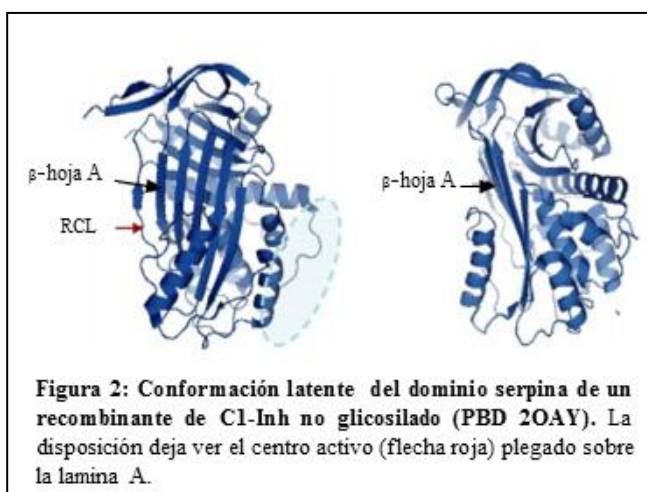 β-hoja A
RCL
β-hoja A
Figura 2: Conformación latente del dominio serpina de un
recombinante de C1-Inh no glicosilado (PBD 2OAY). La
disposición deja ver el centro activo (flecha roja) plegado sobre
la lamina A.